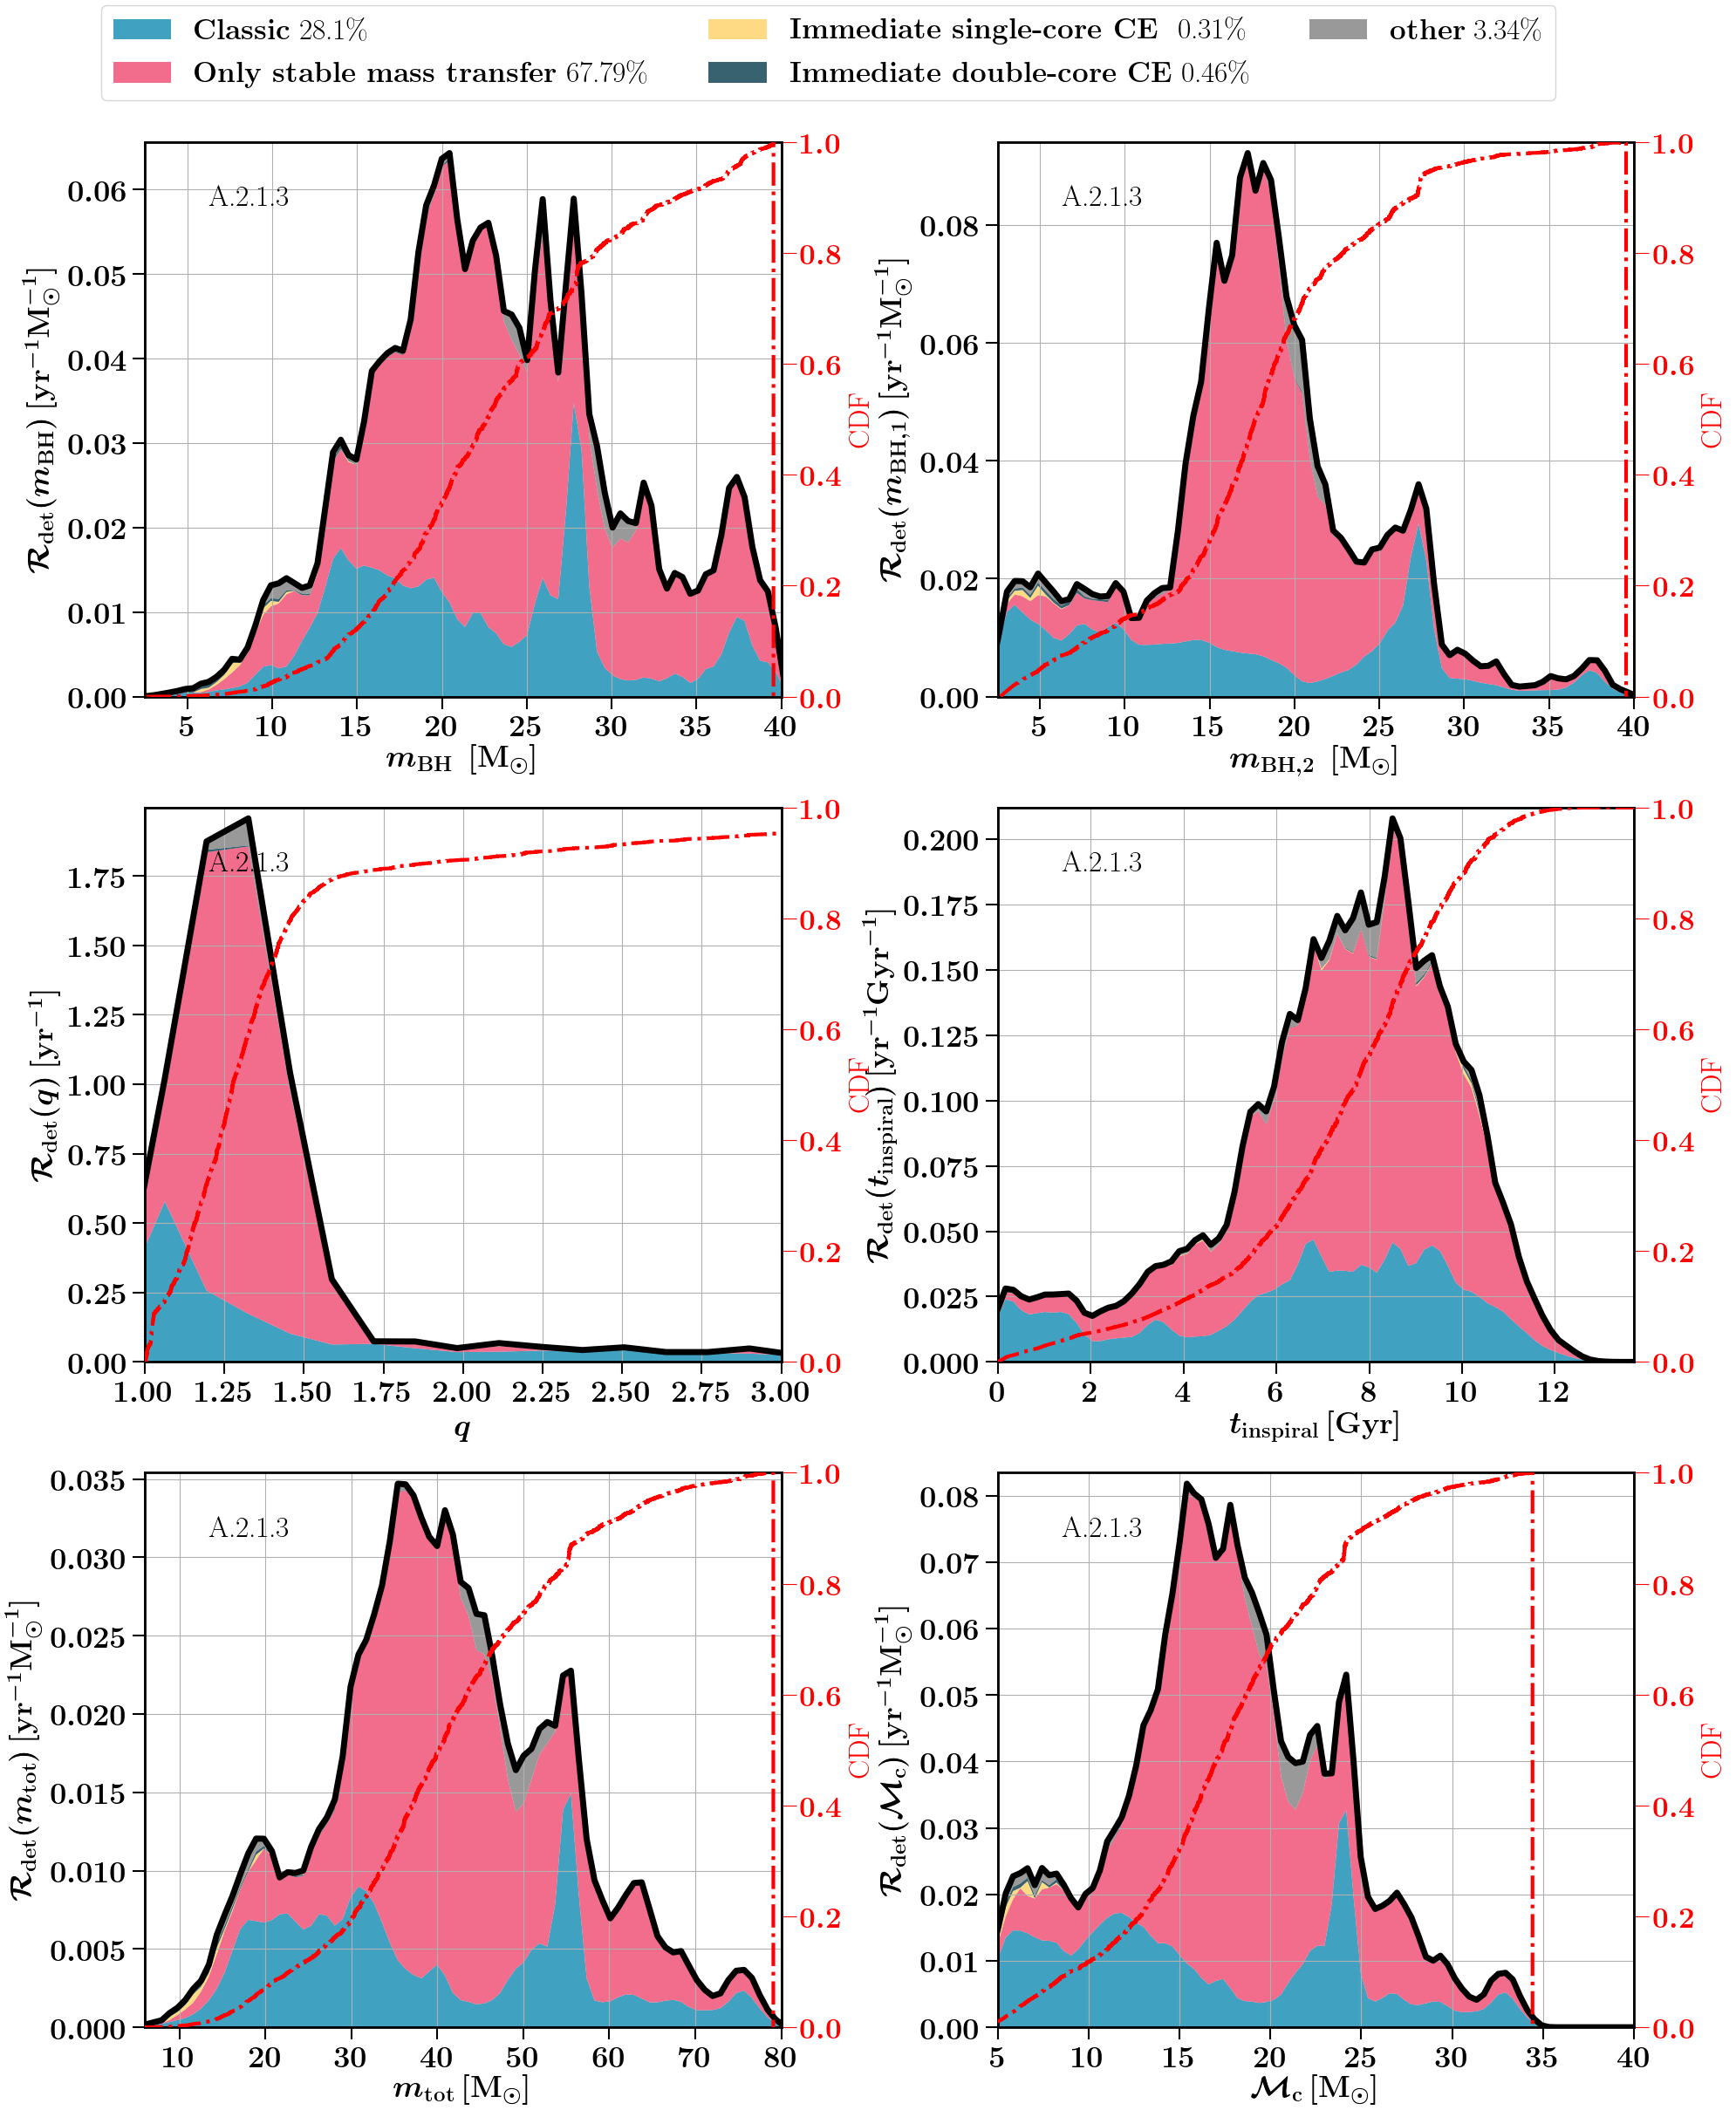 Classic 28.1%
Only stable mass transfer 67.79%
Immediate single-core CE 0.31%
Immediate double-core CE 0.46%
other 3.34%
A.2.1.3
0.06
0.05
0.04
0.03
0.02
0.01
0.00
5 10 15 20 25 30 35 40
1.0
0.8
0.6
0.4
0.2
0.0
CDF
ℛ_det(m_BH) [yr⁻¹M_⊙⁻¹]
m_BH [M_⊙]
A.2.1.3
0.08
0.06
0.04
0.02
0.00
5 10 15 20 25 30 35 40
1.0
0.8
0.6
0.4
0.2
0.0
CDF
ℛ_det(m_BH,1) [yr⁻¹M_⊙⁻¹]
m_BH,2 [M_⊙]
A.2.1.3
1.75
1.50
1.25
1.00
0.75
0.50
0.25
0.00
1.00 1.25 1.50 1.75 2.00 2.25 2.50 2.75 3.00
1.0
0.8
0.6
0.4
0.2
0.0
CDF
ℛ_det(q) [yr⁻¹]
q
A.2.1.3
0.200
0.175
0.150
0.125
0.100
0.075
0.050
0.025
0.000
0 2 4 6 8 10 12
1.0
0.8
0.6
0.4
0.2
0.0
CDF
ℛ_det(t_inspiral) [yr⁻¹Gyr⁻¹]
t_inspiral [Gyr]
A.2.1.3
0.035
0.030
0.025
0.020
0.015
0.010
0.005
0.000
10 20 30 40 50 60 70 80
1.0
0.8
0.6
0.4
0.2
0.0
CDF
ℛ_det(m_tot) [yr⁻¹M_⊙⁻¹]
m_tot [M_⊙]
A.2.1.3
0.08
0.07
0.06
0.05
0.04
0.03
0.02
0.01
0.00
5 10 15 20 25 30 35 40
1.0
0.8
0.6
0.4
0.2
0.0
CDF
ℛ_det(ℳ_c) [yr⁻¹M_⊙⁻¹]
ℳ_c [M_⊙]